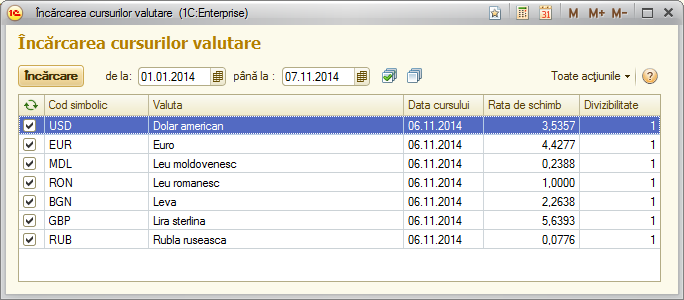 1C Încărcarea cursurilor valutare (1C:Enterprise) 31 M M+ M-
Încărcarea cursurilor valutare
Încărcare de la: 01.01.2014 până la : 07.11.2014 Toate acțiunile ?
Cod simbolic Valuta Data cursului Rata de schimb Divizibilitate
USD Dolar american 06.11.2014 3,5357 1
EUR Euro 06.11.2014 4,4277 1
MDL Leu moldovenesc 06.11.2014 0,2388 1
RON Leu romanesc 06.11.2014 1,0000 1
BGN Leva 06.11.2014 2,2638 1
GBP Lira sterlina 06.11.2014 5,6393 1
RUB Rubla ruseasca 06.11.2014 0,0776 1